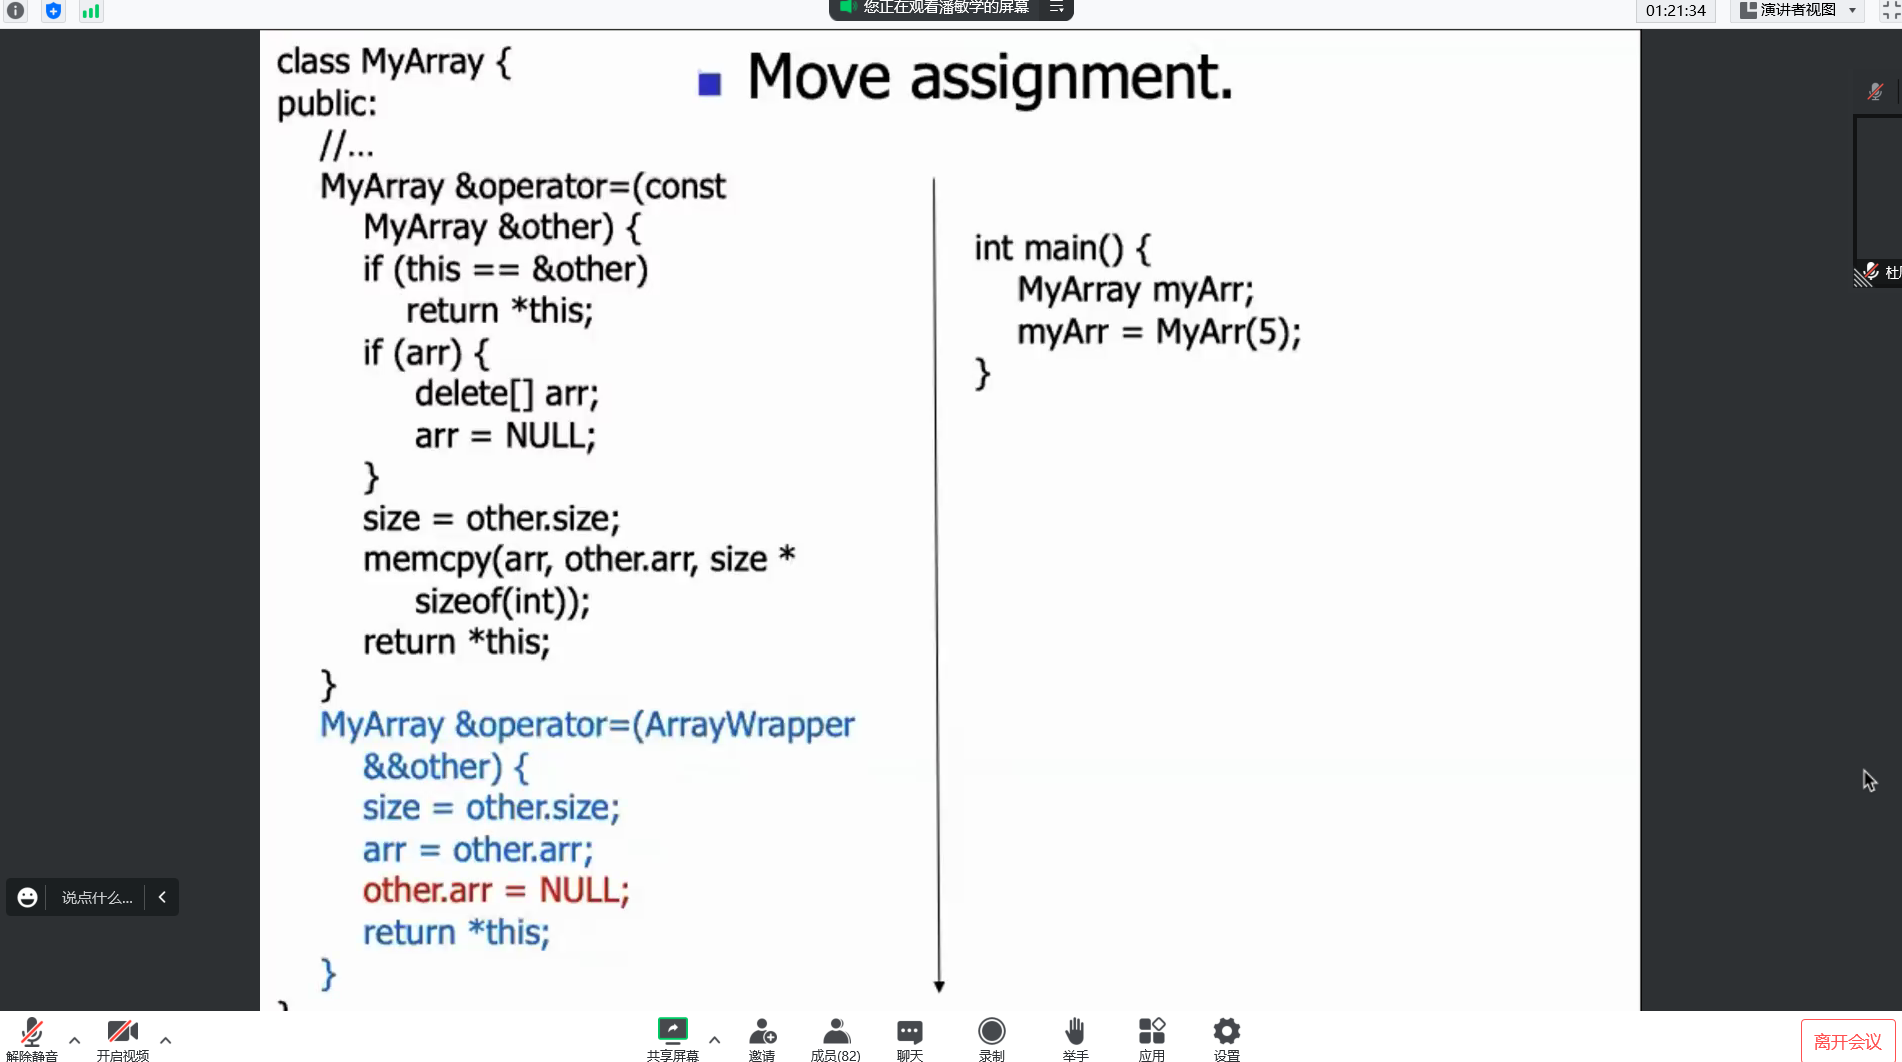 您正在观看潘敏学的屏幕
01:21:34
演讲者视图
Move assignment.
class MyArray {
public:
//...
MyArray &operator=(const
MyArray &other) {
if (this == &other)
return *this;
if (arr) {
delete[] arr;
arr = NULL;
}
size = other.size;
memcpy(arr, other.arr, size *
sizeof(int));
return *this;
}
MyArray &operator=(ArrayWrapper
&&other) {
size = other.size;
arr = other.arr;
other.arr = NULL;
return *this;
}
int main() {
MyArray myArr;
myArr = MyArr(5);
}
说点什么...
解除静音
开启视频
共享屏幕
邀请
成员(82)
聊天
录制
举手
应用
设置
离开会议